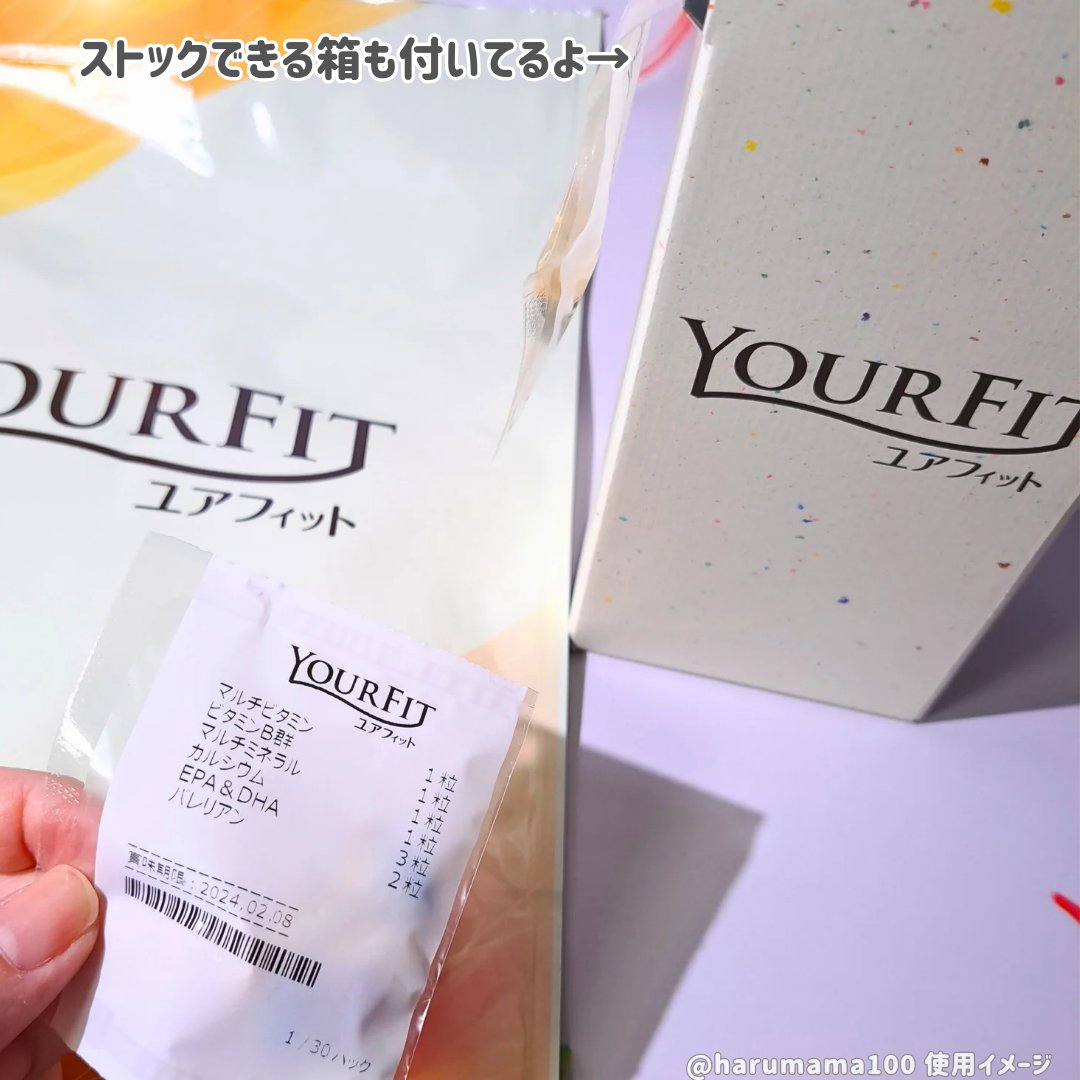 ストックできる箱も付いてるよ→
OURFIT
ユアフィット
YOURFIT
ユアフィット
YOURFIT
ユアフィット
マルチビタミン 1粒
ビタミンB群 1粒
マルチミネラル 1粒
カルシウム 1粒
EPA&DHA 3粒
バレリアン 2粒
賞味期限:2024.02.08
1/30パック
@harumama100 使用イメージ